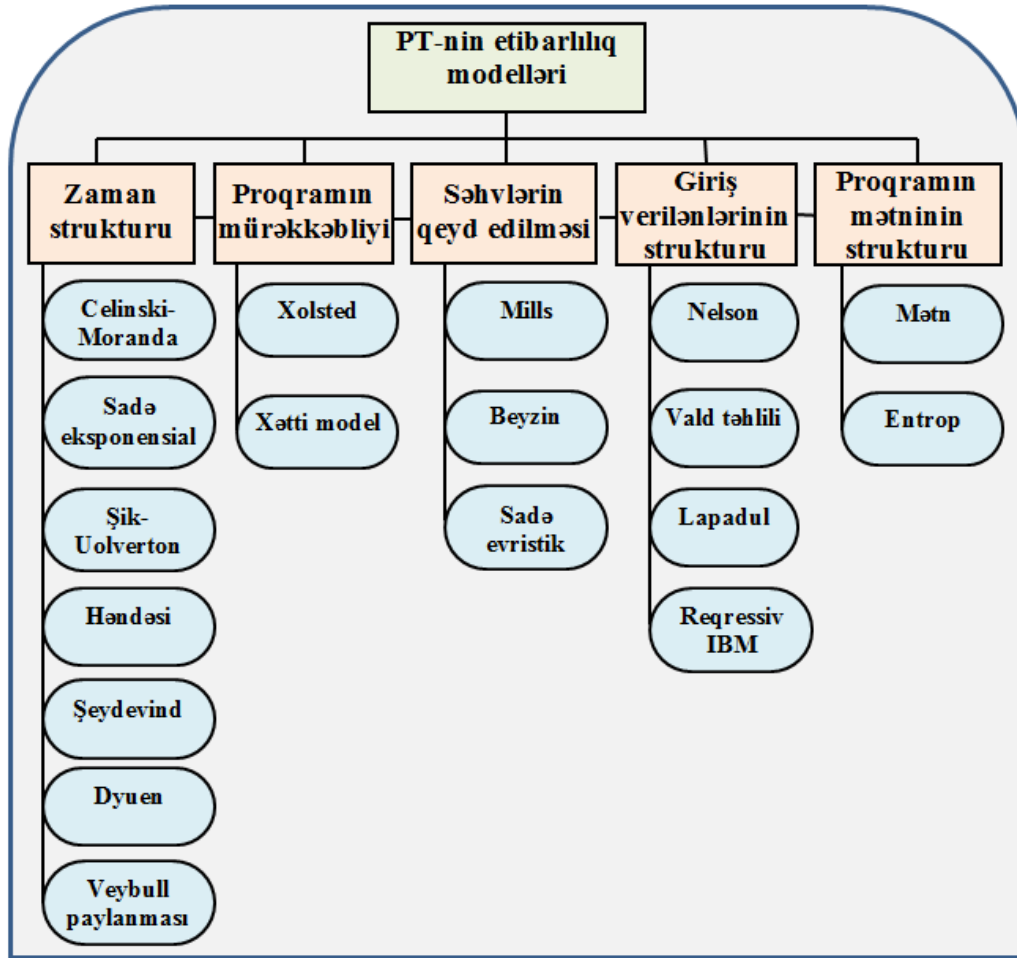 PT-nin etibarlılıq
modelləri
Zaman
strukturu
Proqramın
mürəkkəbliyi
Səhvlərin
qeyd edilməsi
Giriş
verilənlərinin
strukturu
Proqramın
mətninin
strukturu
Celinski-
Moranda
Sadə
eksponensial
Şik-
Uolverton
Həndəsi
Şeydevind
Dyuen
Veybull
paylanması
Xolsted
Xətti model
Mills
Beyzin
Sadə
evristik
Nelson
Vald təhlili
Lapadul
Reqressiv
IBM
Mətn
Entrop